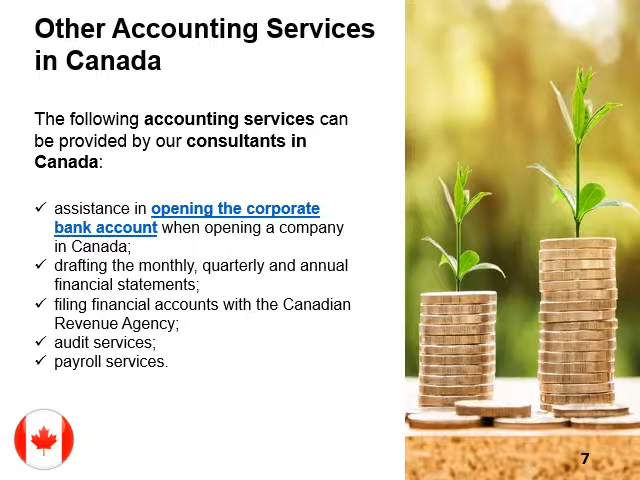 Other Accounting Services
in Canada
The following accounting services can
be provided by our consultants in
Canada:
✓ assistance in opening the corporate
bank account when opening a company
in Canada;
✓ drafting the monthly, quarterly and annual
financial statements;
✓ filing financial accounts with the Canadian
Revenue Agency;
✓ audit services;
✓ payroll services.
7